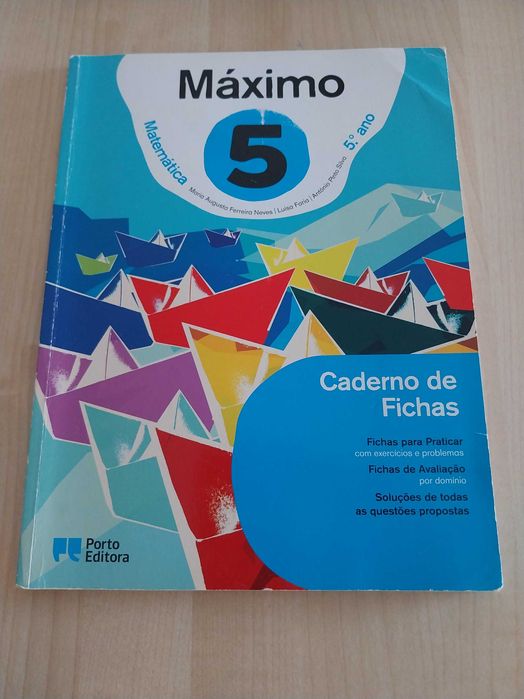 Máximo
5
Matemática
5.º ano
Maria Augusta Ferreira Neves | Luísa Faria | António Pinto Silva
Caderno de
Fichas
Fichas para Praticar
com exercícios e problemas
Fichas de Avaliação
por domínio
Soluções de todas
as questões propostas
Porto
Editora